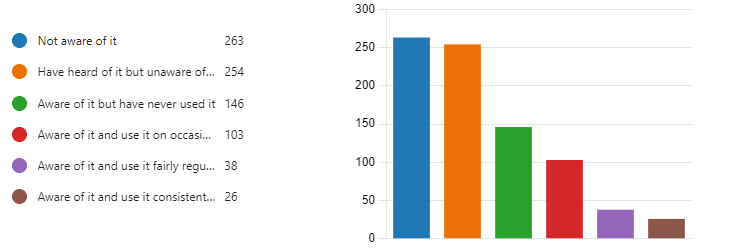 Not aware of it 263
Have heard of it but unaware of... 254
Aware of it but have never used it 146
Aware of it and use it on occasi... 103
Aware of it and use it fairly regu... 38
Aware of it and use it consistent... 26
300
250
200
150
100
50
0